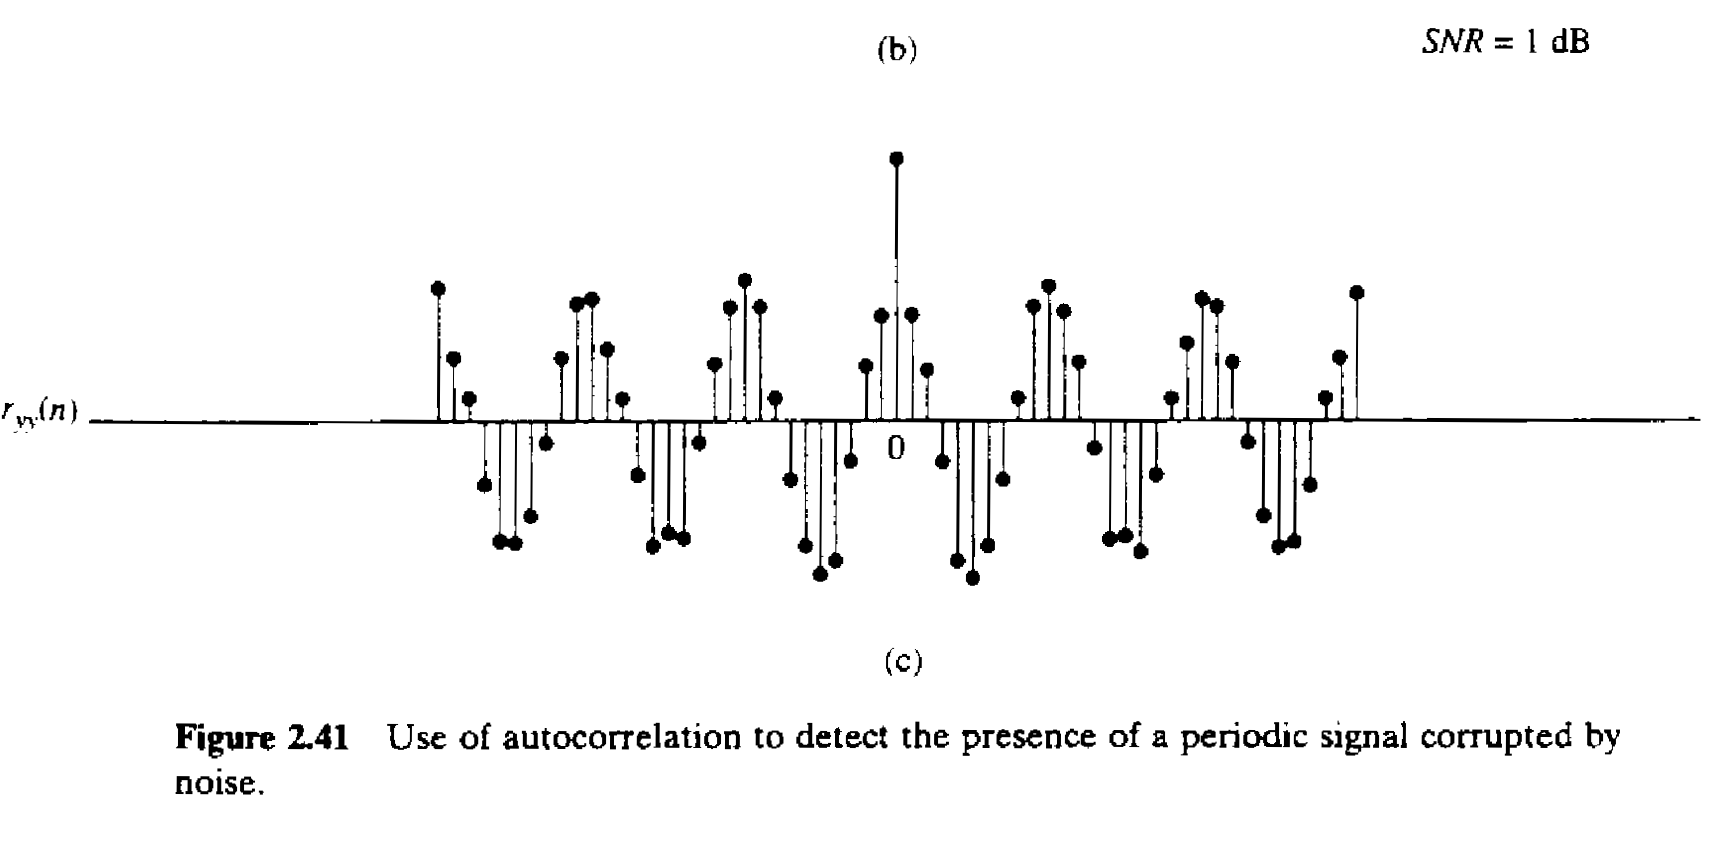 (b)
SNR = 1 dB
r_yy(n)
0
(c)
Figure 2.41 Use of autocorrelation to detect the presence of a periodic signal corrupted by
noise.